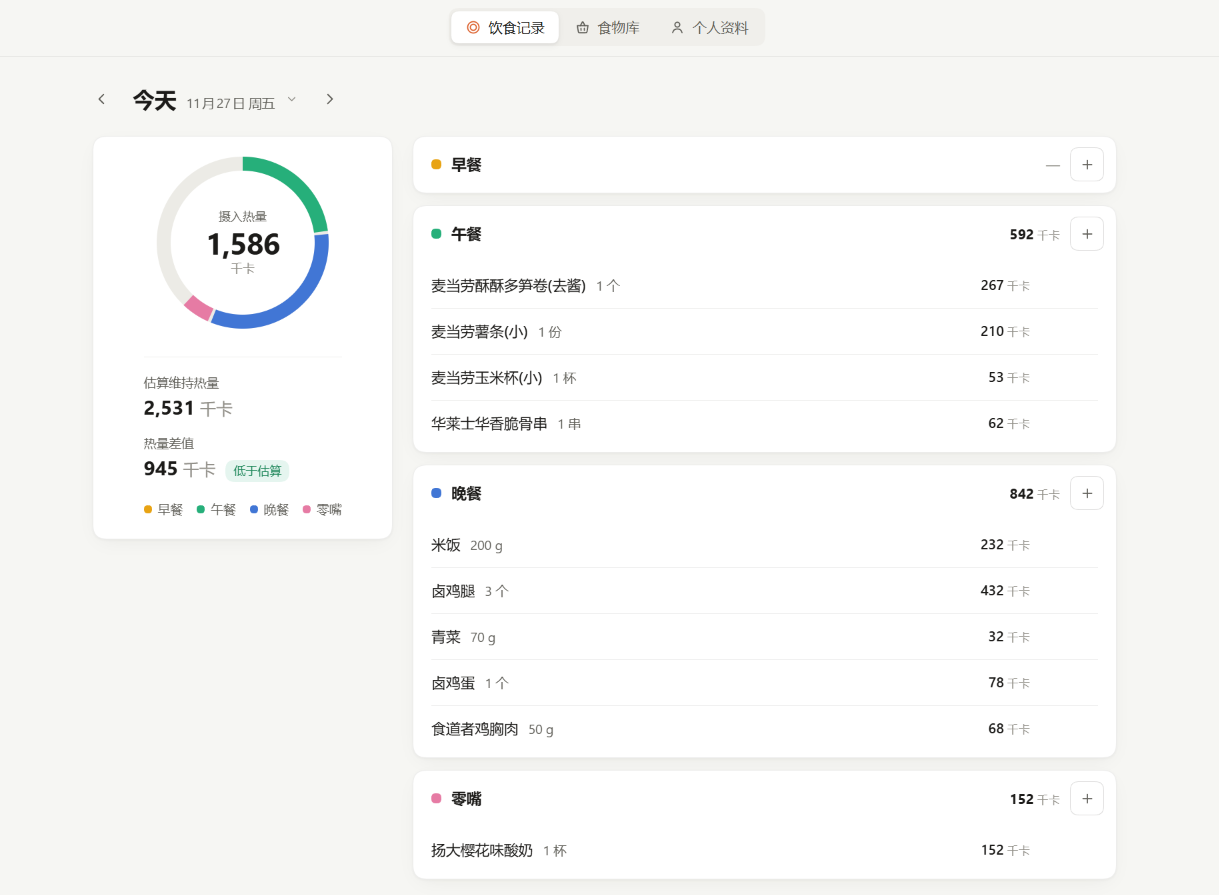 饮食记录 食物库 个人资料
今天 11月27日 周五
摄入热量
1,586
千卡
估算维持热量
2,531 千卡
热量差值
945 千卡 低于估算
早餐 午餐 晚餐 零嘴
早餐 — +
午餐 592 千卡 +
麦当劳酥酥多笋卷(去酱) 1 个 267 千卡
麦当劳薯条(小) 1 份 210 千卡
麦当劳玉米杯(小) 1 杯 53 千卡
华莱士华香脆骨串 1 串 62 千卡
晚餐 842 千卡 +
米饭 200 g 232 千卡
卤鸡腿 3 个 432 千卡
青菜 70 g 32 千卡
卤鸡蛋 1 个 78 千卡
食道者鸡胸肉 50 g 68 千卡
零嘴 152 千卡 +
扬大樱花味酸奶 1 杯 152 千卡